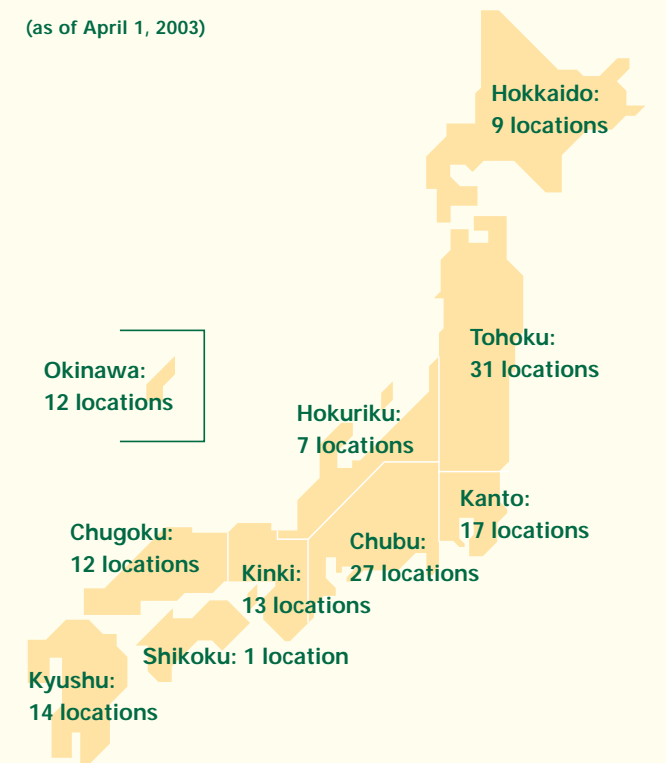 (as of April 1, 2003)
Hokkaido:
9 locations
Tohoku:
31 locations
Okinawa:
12 locations
Hokuriku:
7 locations
Kanto:
17 locations
Chugoku:
12 locations
Chubu:
27 locations
Kinki:
13 locations
Shikoku: 1 location
Kyushu:
14 locations